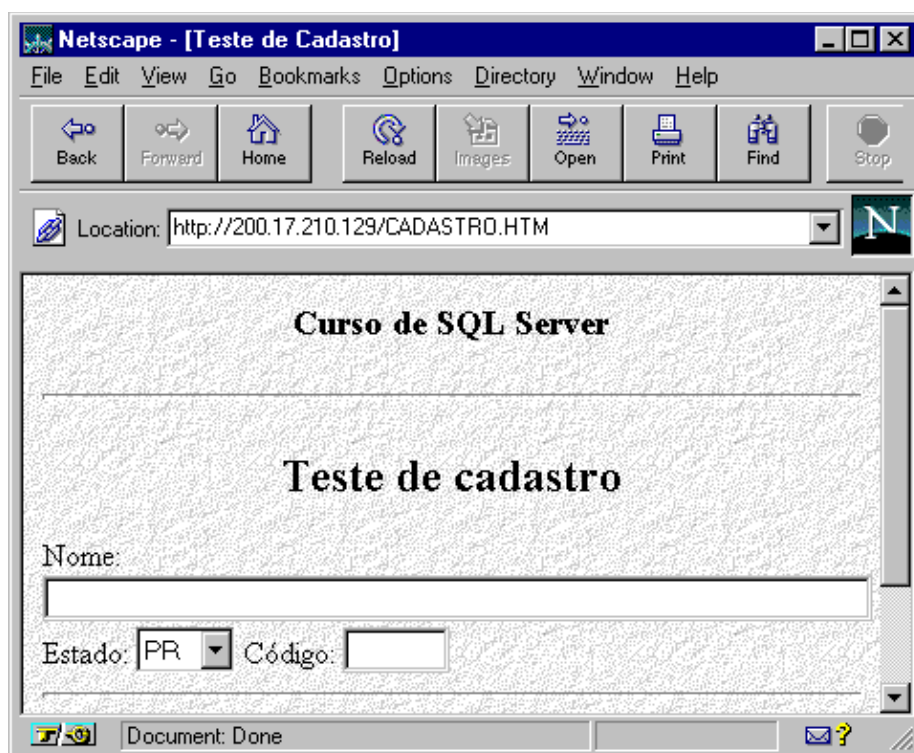 Netscape - [Teste de Cadastro]
File Edit View Go Bookmarks Options Directory Window Help
Back Forward Home Reload Images Open Print Find Stop
Location: http://200.17.210.129/CADASTRO.HTM
N
Curso de SQL Server
Teste de cadastro
Nome:
Estado: PR Código:
Document: Done
?